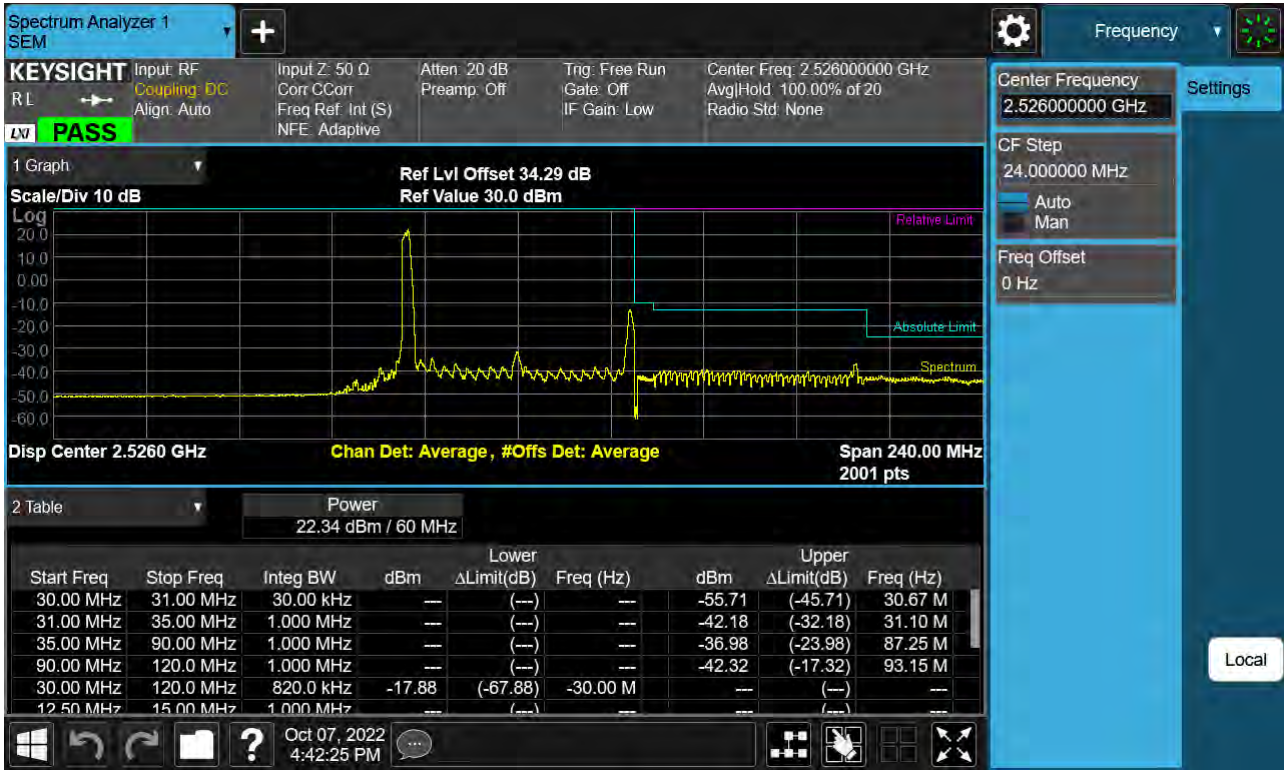 Spectrum Analyzer 1
SEM
Frequency
KEYSIGHT Input: RF Input Z: 50 Ω Atten: 20 dB Trig: Free Run Center Freq: 2.526000000 GHz
RL Coupling: DC Corr CCorr Preamp: Off Gate: Off Avg|Hold: 100.00% of 20
Align: Auto Freq Ref: Int (S) IF Gain: Low Radio Std: None
LXI PASS NFE: Adaptive
Center Frequency
2.526000000 GHz
Settings
CF Step
24.000000 MHz
Auto
Man
Freq Offset
0 Hz
Local
1 Graph
Ref Lvl Offset 34.29 dB
Scale/Div 10 dB Ref Value 30.0 dBm
Log
20.0
10.0
0.00
-10.0
-20.0
-30.0
-40.0
-50.0
-60.0
Relative Limit
Absolute Limit
Spectrum
Disp Center 2.5260 GHz Chan Det: Average, #Offs Det: Average Span 240.00 MHz
2001 pts
2 Table
Power
22.34 dBm / 60 MHz
Lower Upper
Start Freq Stop Freq Integ BW dBm ΔLimit(dB) Freq (Hz) dBm ΔLimit(dB) Freq (Hz)
30.00 MHz 31.00 MHz 30.00 kHz --- (---) --- -55.71 (-45.71) 30.67 M
31.00 MHz 35.00 MHz 1.000 MHz --- (---) --- -42.18 (-32.18) 31.10 M
35.00 MHz 90.00 MHz 1.000 MHz --- (---) --- -36.98 (-23.98) 87.25 M
90.00 MHz 120.0 MHz 1.000 MHz --- (---) --- -42.32 (-17.32) 93.15 M
30.00 MHz 120.0 MHz 820.0 kHz -17.88 (-67.88) -30.00 M --- (---) ---
12.50 MHz 15.00 MHz 1.000 MHz --- (---) --- --- (---) ---
Oct 07, 2022
4:42:25 PM